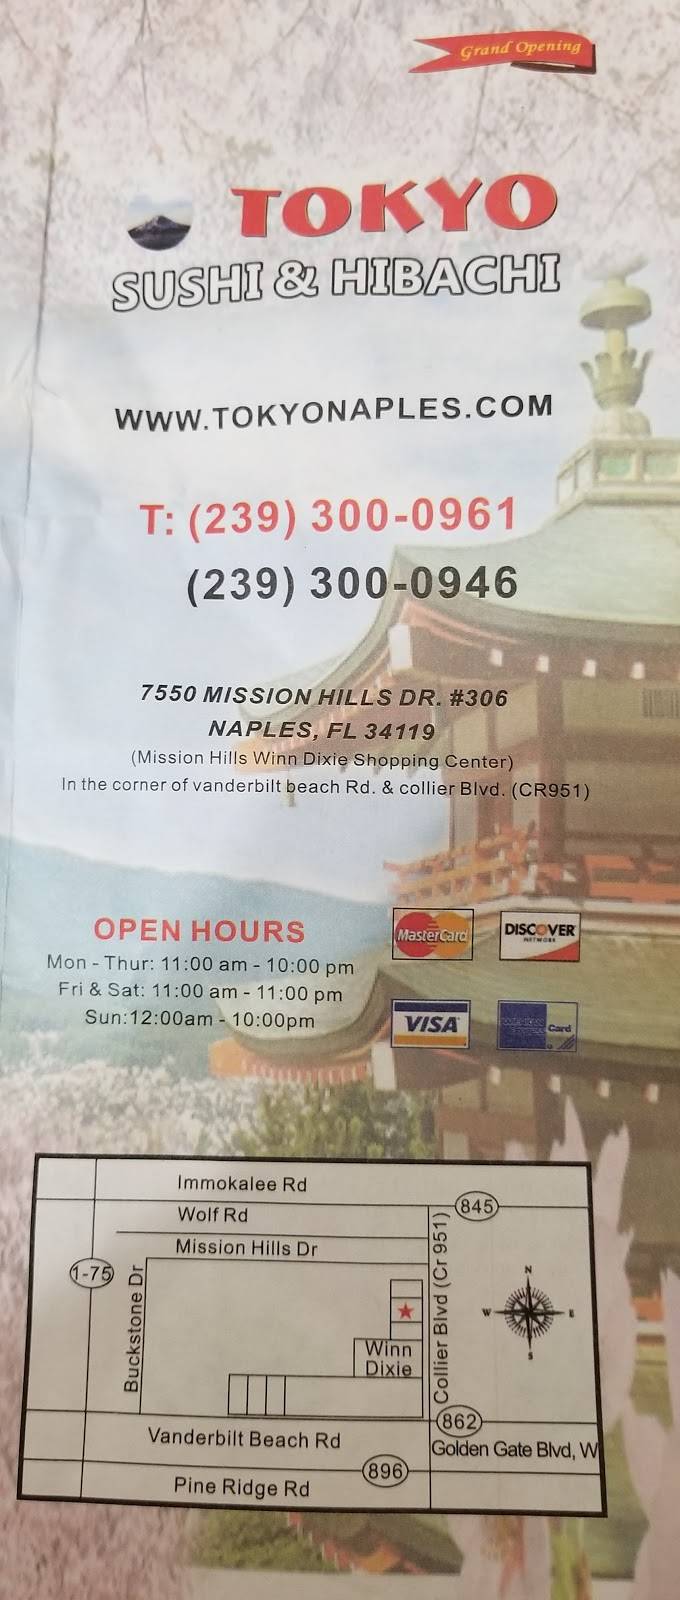 Grand Opening
TOKYO
SUSHI & HIBACHI
WWW.TOKYONAPLES.COM
T: (239) 300-0961
(239) 300-0946
7550 MISSION HILLS DR. #306
NAPLES, FL 34119
(Mission Hills Winn Dixie Shopping Center)
In the corner of vanderbilt beach Rd. & collier Blvd. (CR951)
OPEN HOURS
Mon - Thur: 11:00 am - 10:00 pm
Fri & Sat: 11:00 am - 11:00 pm
Sun:12:00am - 10:00pm
MasterCard
DISCOVER
NETWORK
VISA
AMERICAN EXPRESS Card
Immokalee Rd
845
Wolf Rd
Mission Hills Dr
1-75
Buckstone Dr
Collier Blvd (Cr 951)
N
W E
S
Winn
Dixie
862
Vanderbilt Beach Rd
Golden Gate Blvd, W
896
Pine Ridge Rd